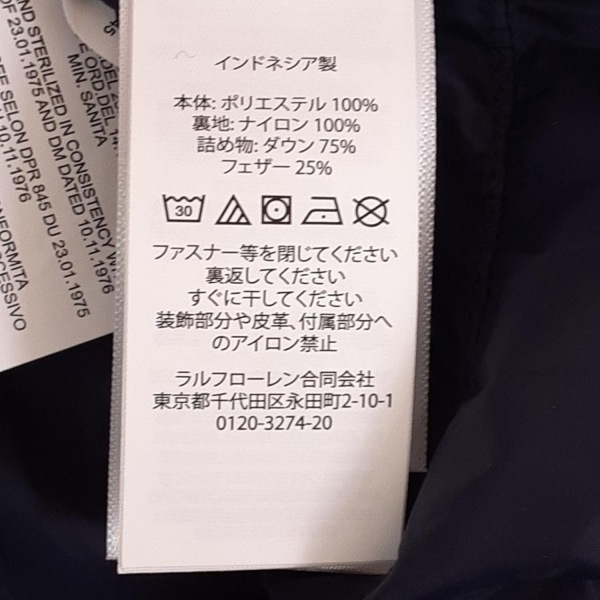 インドネシア製
本体: ポリエステル 100%
裏地: ナイロン 100%
詰め物: ダウン 75%
フェザー 25%
30
ファスナー等を閉じてください
裏返してください
すぐに干してください
装飾部分や皮革、付属部分へ
のアイロン禁止
ラルフローレン合同会社
東京都千代田区永田町2-10-1
0120-3274-20
MIN. SANITA
ND STERILIZED IN CONSISTENCY W
OF 23.01.1975 AND DM DATED 10.11.1976
SELON DPR 845 DU 23.01.1975
10.11.1976